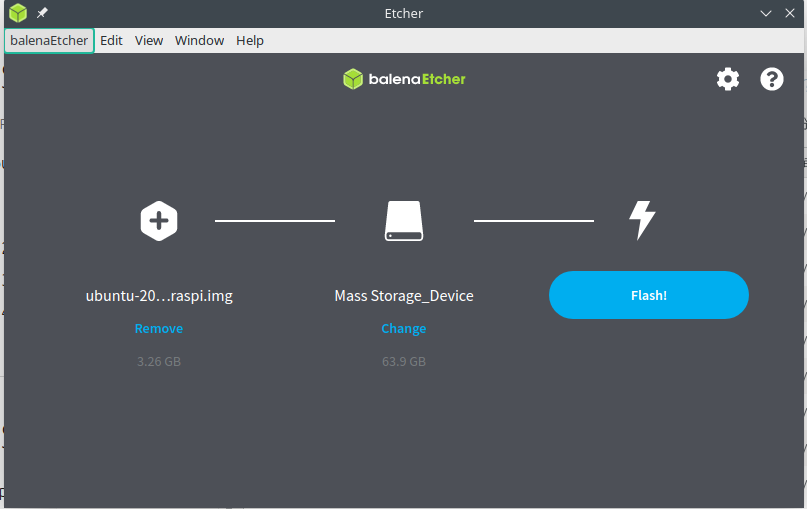 Etcher
balenaEtcher Edit View Window Help
balenaEtcher
ubuntu-20…raspi.img
Mass Storage_Device
Flash!
Remove
Change
3.26 GB
63.9 GB